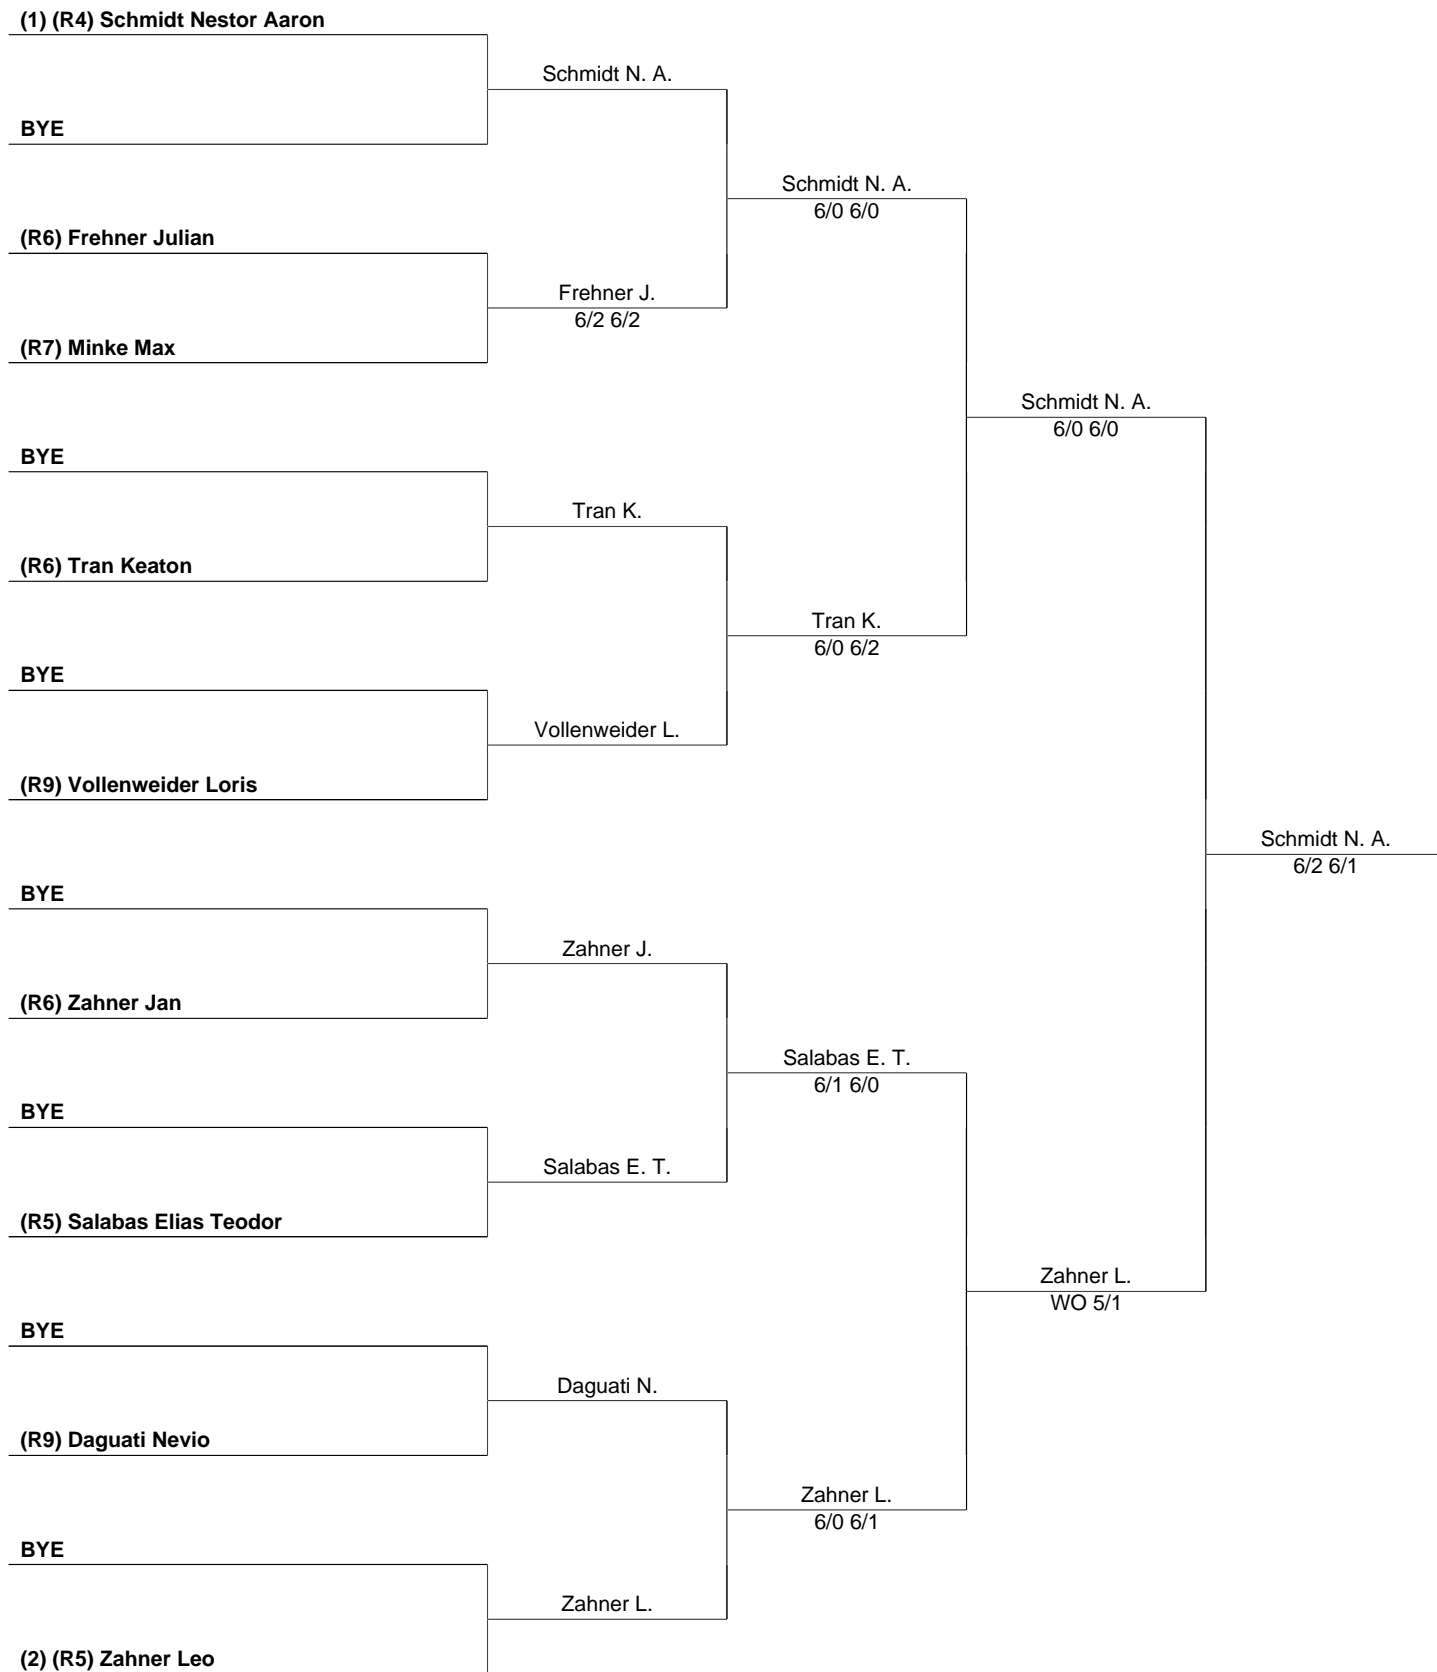 (1) (R4) Schmidt Nestor Aaron
Schmidt N. A.
BYE
Schmidt N. A.
6/0 6/0
(R6) Frehner Julian
Frehner J.
6/2 6/2
(R7) Minke Max
Schmidt N. A.
6/0 6/0
BYE
Tran K.
(R6) Tran Keaton
Tran K.
6/0 6/2
BYE
Vollenweider L.
(R9) Vollenweider Loris
Schmidt N. A.
6/2 6/1
BYE
Zahner J.
(R6) Zahner Jan
Salabas E. T.
6/1 6/0
BYE
Salabas E. T.
(R5) Salabas Elias Teodor
Zahner L.
WO 5/1
BYE
Daguati N.
(R9) Daguati Nevio
Zahner L.
6/0 6/1
BYE
Zahner L.
(2) (R5) Zahner Leo